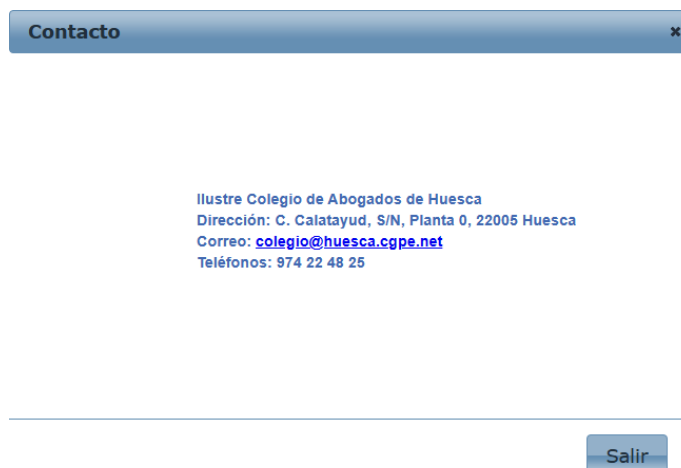 Contacto
Ilustre Colegio de Abogados de Huesca
Dirección: C. Calatayud, S/N, Planta 0, 22005 Huesca
Correo: colegio@huesca.cgpe.net
Teléfonos: 974 22 48 25
Salir